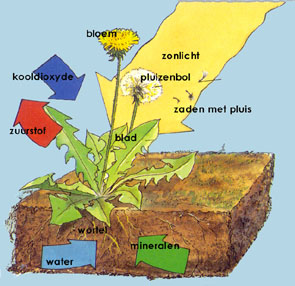 bloem
zonlicht
kooldioxyde
pluizenbol
zaden met pluis
zuurstof
blad
wortel
mineralen
water